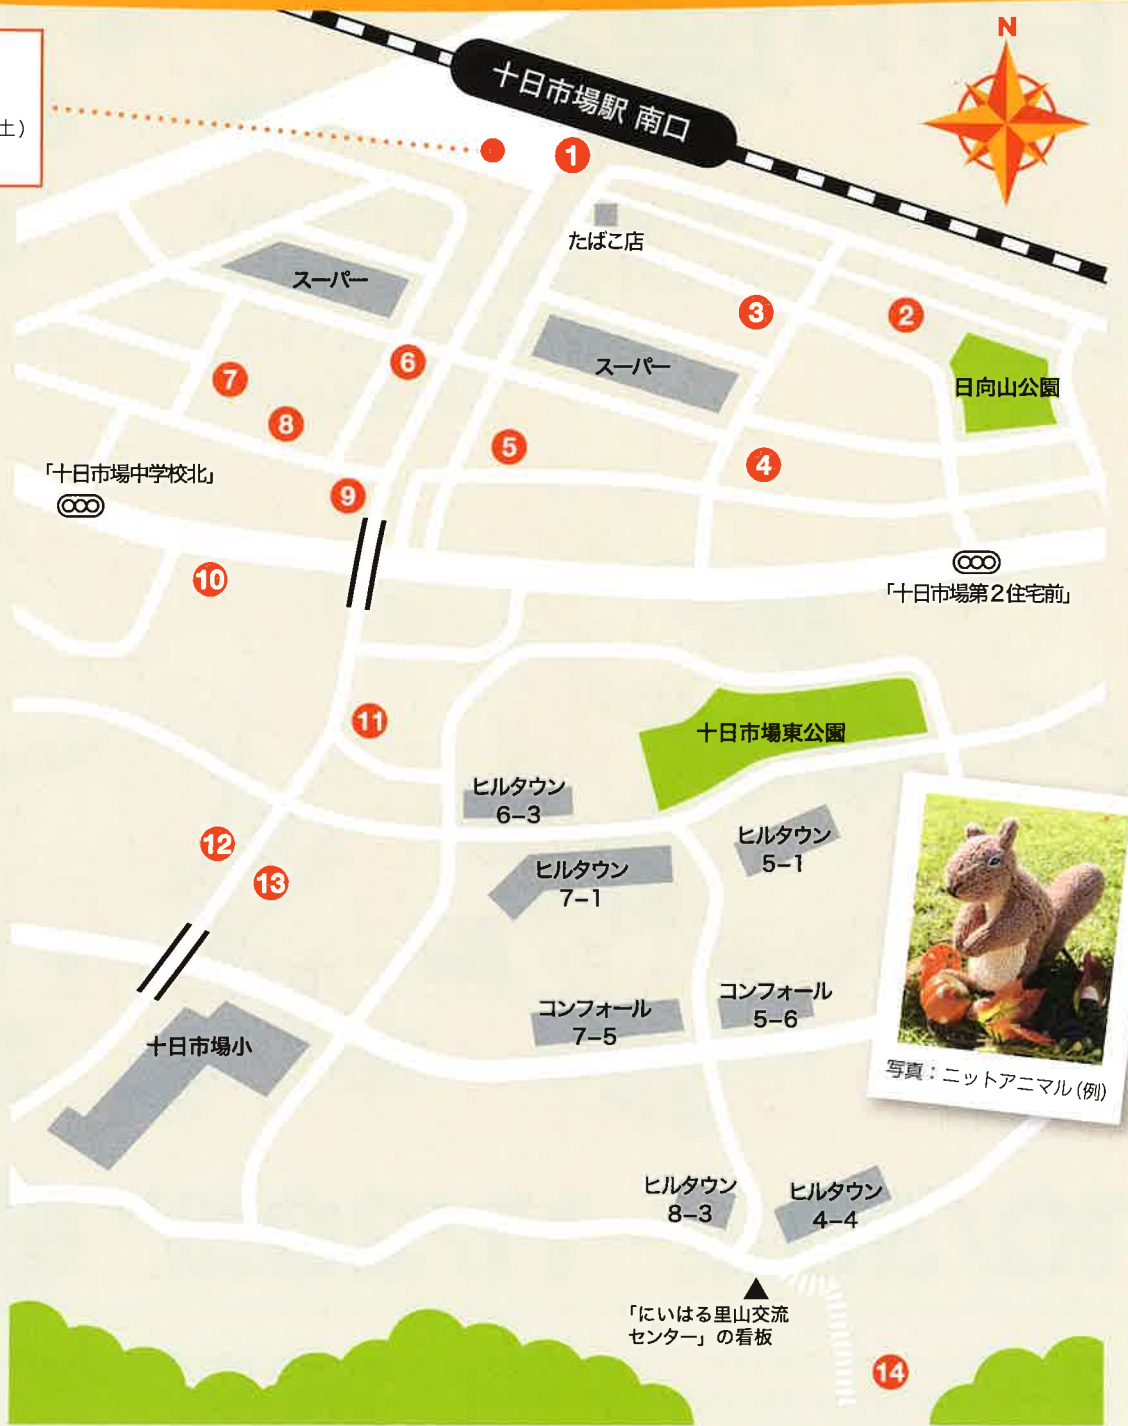 N
土)
十日市場駅 南口
1
たばこ店
スーパー
3
2
スーパー
6
日向山公園
7
8
5
4
「十日市場中学校北」
9
10
「十日市場第2住宅前」
11
十日市場東公園
ヒルタウン
6-3
ヒルタウン
5-1
12
ヒルタウン
7-1
13
コンフォール
5-6
コンフォール
7-5
十日市場小
写真：ニットアニマル(例)
ヒルタウン
8-3
ヒルタウン
4-4
「にいはる里山交流
センター」の看板
14